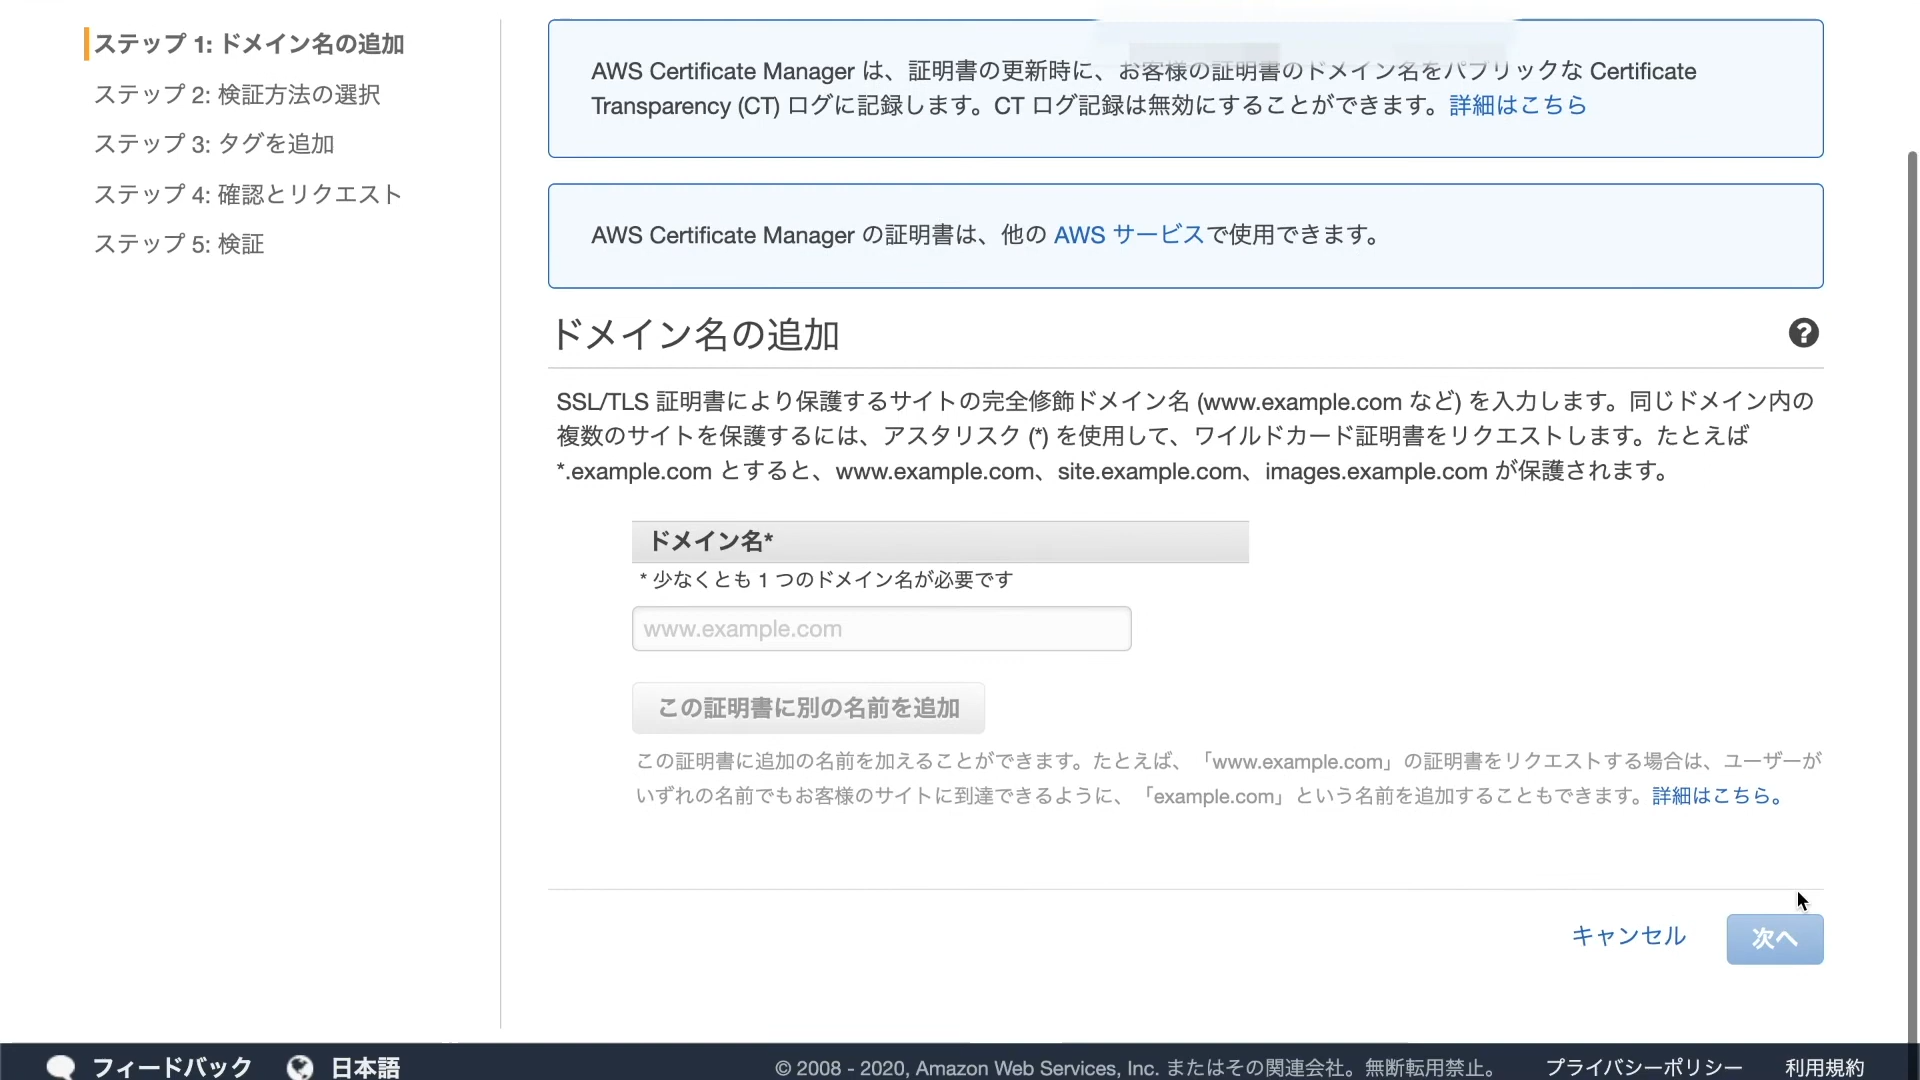 ステップ 1: ドメイン名の追加
ステップ 2: 検証方法の選択
ステップ 3: タグを追加
ステップ 4: 確認とリクエスト
ステップ 5: 検証
AWS Certificate Manager は、証明書の更新時に、お客様の証明書のドメイン名をパブリックな Certificate
Transparency (CT) ログに記録します。CT ログ記録は無効にすることができます。詳細はこちら
AWS Certificate Manager の証明書は、他の AWS サービスで使用できます。
ドメイン名の追加
SSL/TLS 証明書により保護するサイトの完全修飾ドメイン名 (www.example.com など) を入力します。同じドメイン内の
複数のサイトを保護するには、アスタリスク (*) を使用して、ワイルドカード証明書をリクエストします。たとえば
*.example.com とすると、www.example.com、site.example.com、images.example.com が保護されます。
ドメイン名*
* 少なくとも 1 つのドメイン名が必要です
www.example.com
この証明書に別の名前を追加
この証明書に追加の名前を加えることができます。たとえば、「www.example.com」の証明書をリクエストする場合は、ユーザーが
いずれの名前でもお客様のサイトに到達できるように、「example.com」という名前を追加することもできます。詳細はこちら。
キャンセル
次へ
フィードバック
日本語
© 2008 - 2020, Amazon Web Services, Inc. またはその関連会社。無断転用禁止。
プライバシーポリシー
利用規約